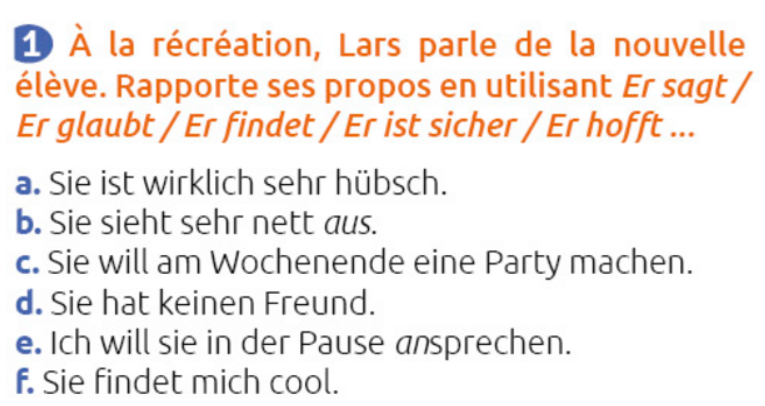 1 À la récréation, Lars parle de la nouvelle
élève. Rapporte ses propos en utilisant Er sagt /
Er glaubt / Er findet / Er ist sicher / Er hofft ...
a. Sie ist wirklich sehr hübsch.
b. Sie sieht sehr nett aus.
c. Sie will am Wochenende eine Party machen.
d. Sie hat keinen Freund.
e. Ich will sie in der Pause ansprechen.
f. Sie findet mich cool.